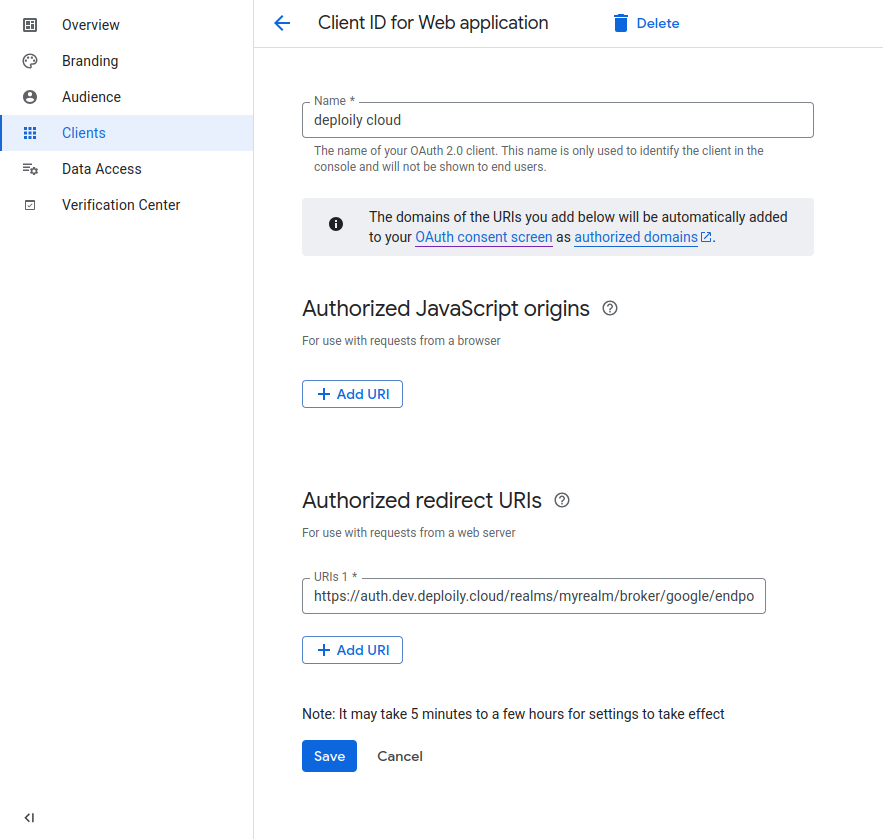 Overview
Branding
Audience
Clients
Data Access
Verification Center
Client ID for Web application
Delete
Name *
deploily cloud
The name of your OAuth 2.0 client. This name is only used to identify the client in the
console and will not be shown to end users.
The domains of the URIs you add below will be automatically added
to your OAuth consent screen as authorized domains.
Authorized JavaScript origins
For use with requests from a browser
Add URI
Authorized redirect URIs
For use with requests from a web server
URIs 1 *
https://auth.dev.deploily.cloud/realms/myrealm/broker/google/endpo
Add URI
Note: It may take 5 minutes to a few hours for settings to take effect
Save
Cancel